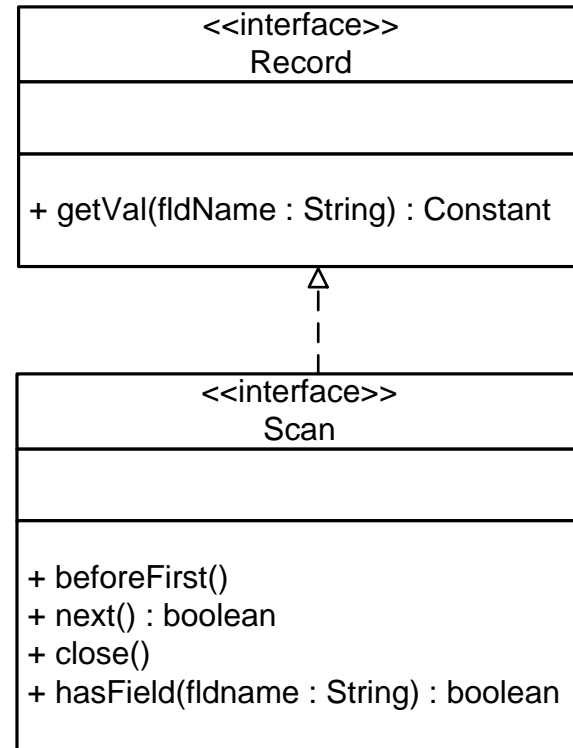 <<interface>>
Record
+ getVal(fldName : String) : Constant
<<interface>>
Scan
+ beforeFirst()
+ next() : boolean
+ close()
+ hasField(fldname : String) : boolean